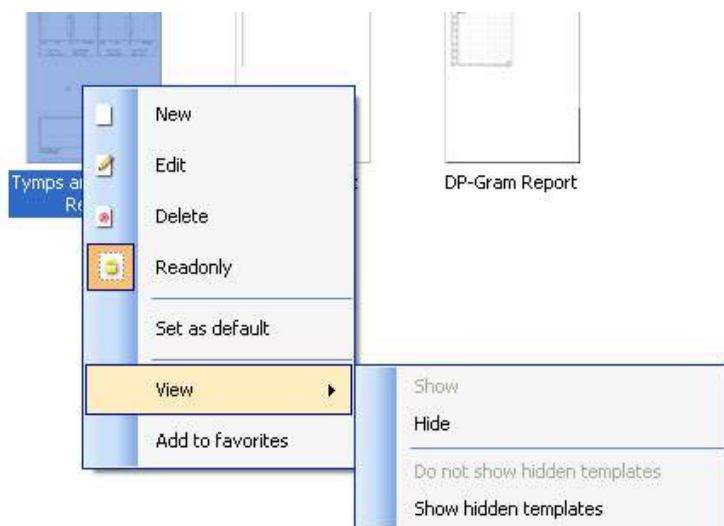 New
Edit
Tymps a
DP-Gram Report
Re
Delete
Readonly
Set as default
View
Show
Hide
Add to favorites
Do not show hidden templates
Show hidden templates